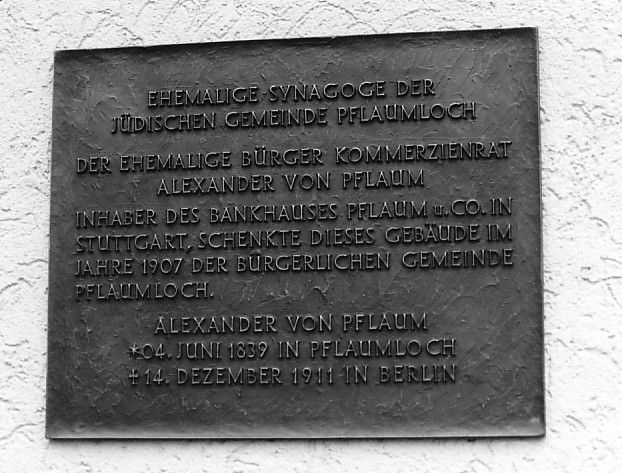 EHEMALIGE SYNAGOGE DER
JÜDISCHEN GEMEINDE PFLAUMLOCH
DER EHEMALIGE BÜRGER KOMMERZIENRAT
ALEXANDER VON PFLAUM
INHABER DES BANKHAUSES PFLAUM u. CO. IN
STUTTGART, SCHENKTE DIESES GEBÄUDE IM
JAHRE 1907 DER BÜRGERLICHEN GEMEINDE
PFLAUMLOCH.
ALEXANDER VON PFLAUM
*04. JUNI 1839 IN PFLAUMLOCH
†14. DEZEMBER 1911 IN BERLIN